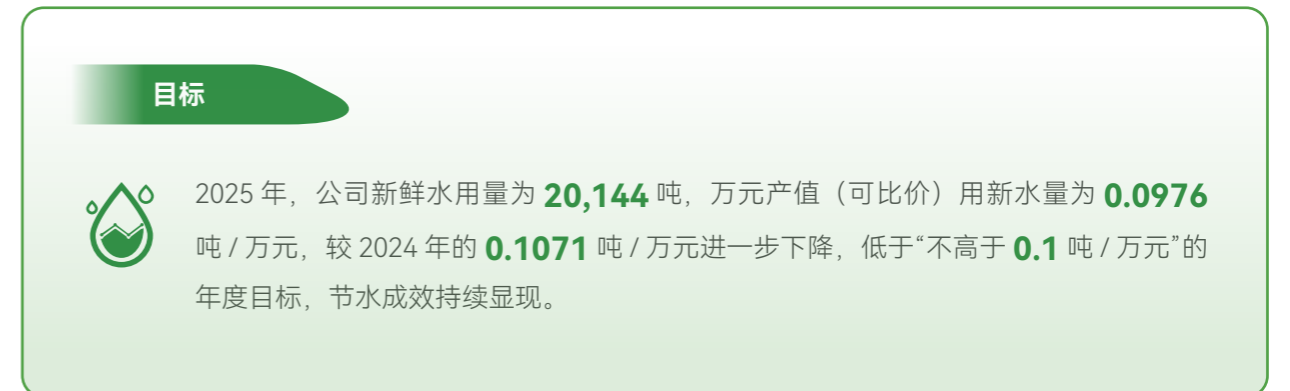 目标
2025 年，公司新鲜水用量为 20,144 吨，万元产值（可比价）用新水量为 0.0976
吨 / 万元，较 2024 年的 0.1071 吨 / 万元进一步下降，低于“不高于 0.1 吨 / 万元”的
年度目标，节水成效持续显现。